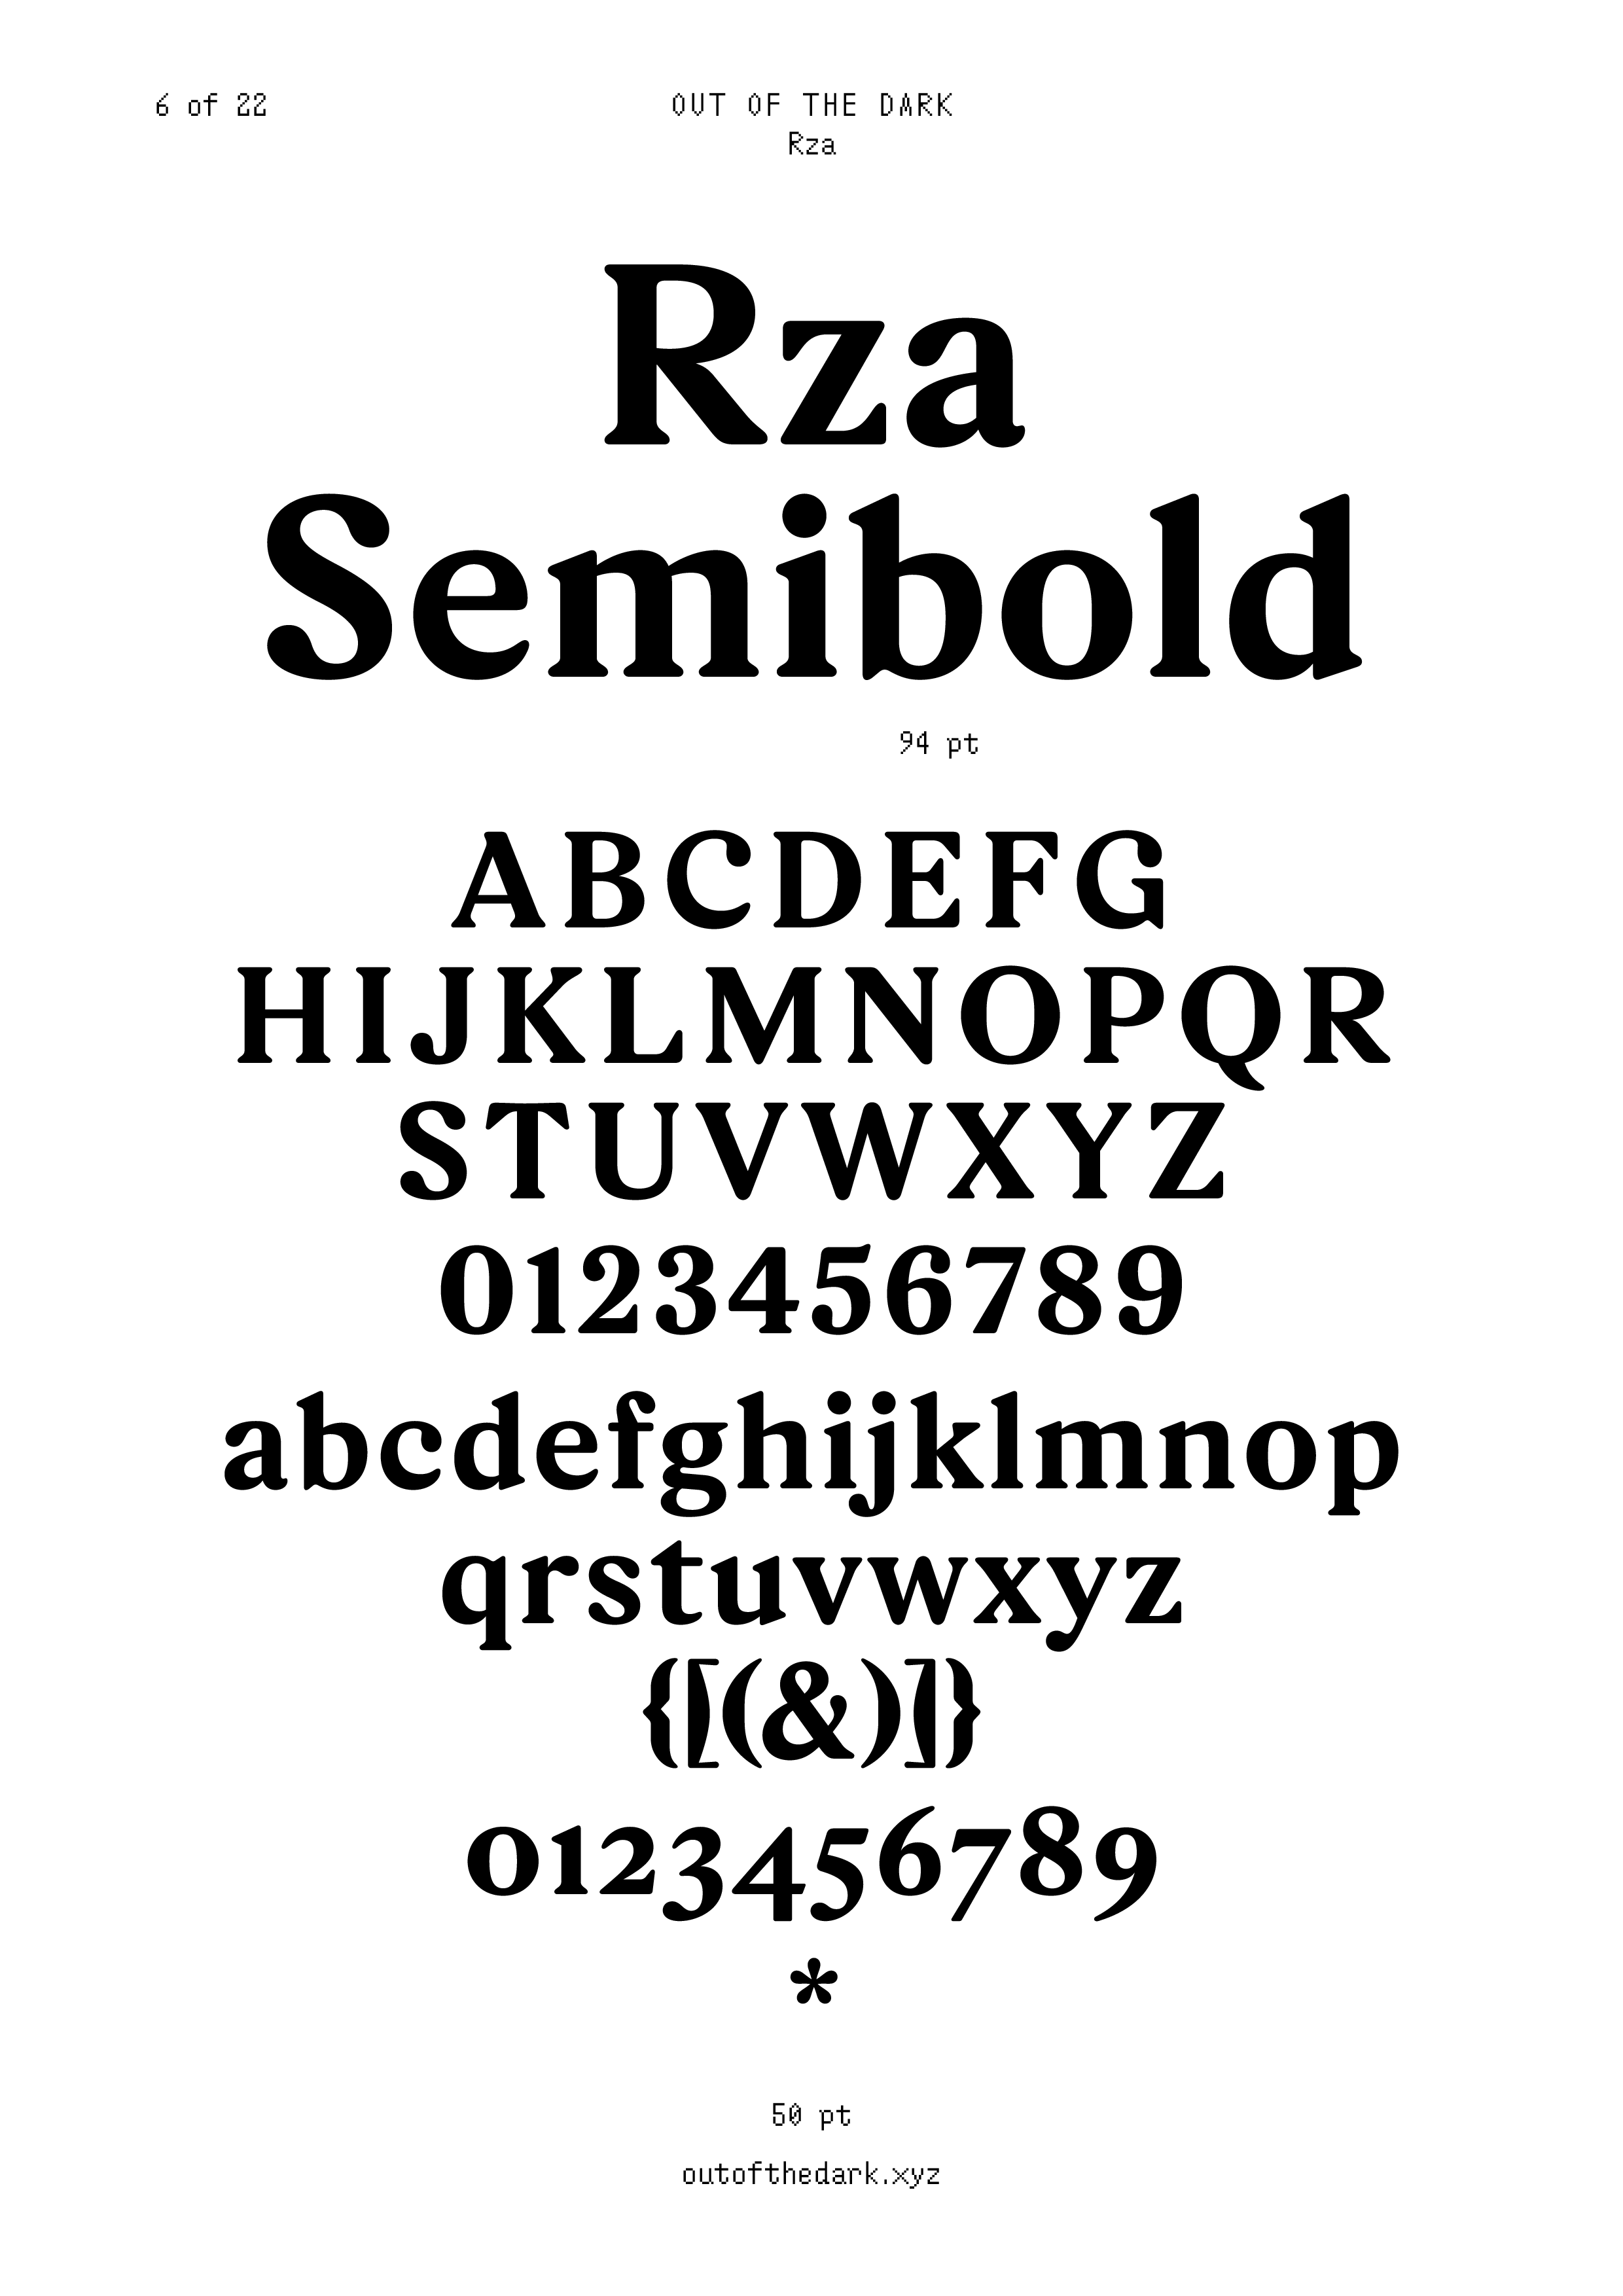 6 of 22
OUT OF THE DARK
Rza
Rza
Semibold
94 pt
ABCDEFG
HIJKLMNOPQR
STUVWXYZ
0123456789
abcdefghijklmnop
qrstuvwxyz
{[(&)]}
0123456789
*
50 pt
outofthedark.xyz